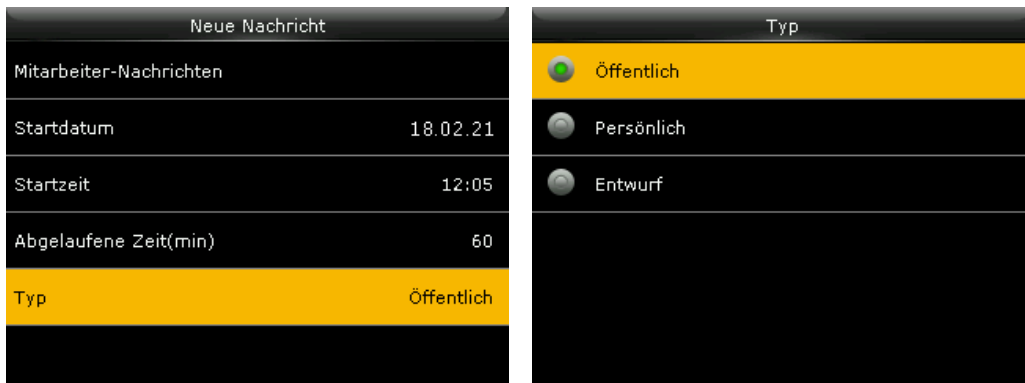 Neue Nachricht
Mitarbeiter-Nachrichten
Startdatum 18.02.21
Startzeit 12:05
Abgelaufene Zeit(min) 60
Typ Öffentlich
Typ
Öffentlich
Persönlich
Entwurf